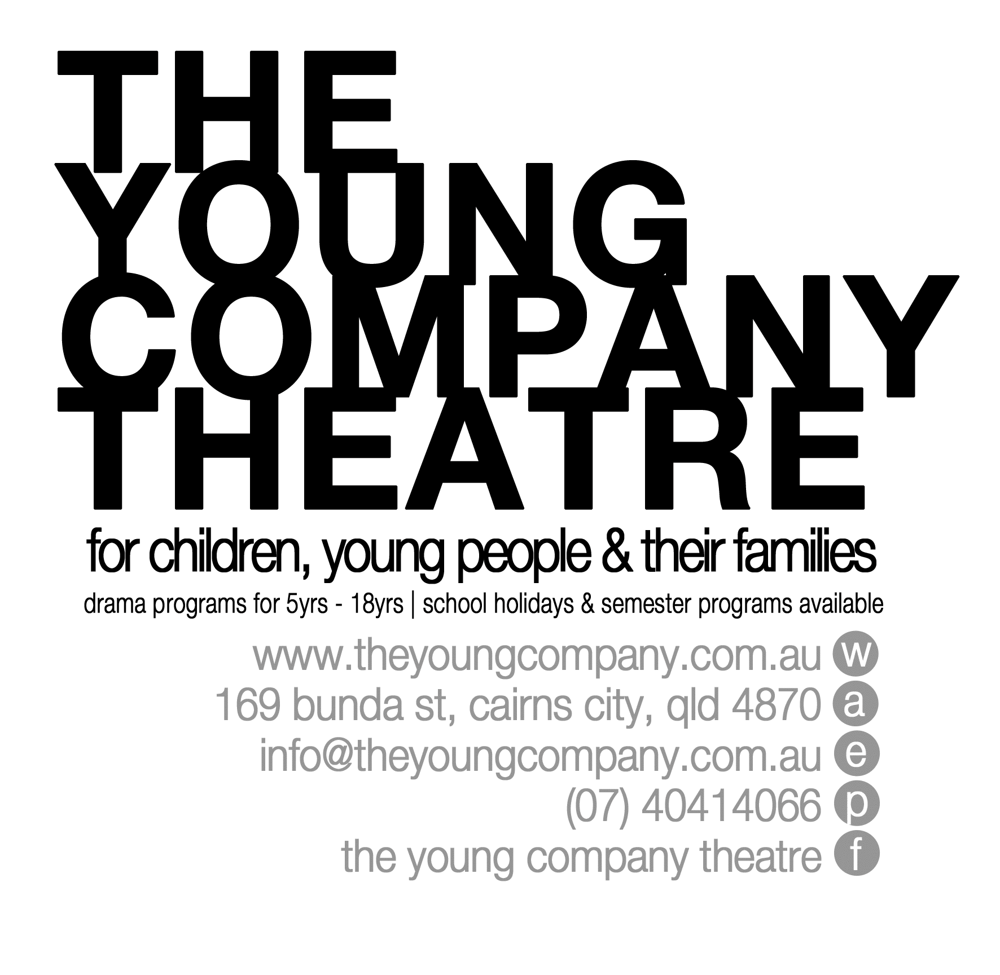 THE
YOUNG
COMPANY
THEATRE
for children, young people & their families
drama programs for 5yrs - 18yrs | school holidays & semester programs available
www.theyoungcompany.com.au w
169 bunda st, cairns city, qld 4870 a
info@theyoungcompany.com.au e
(07) 40414066 p
the young company theatre f